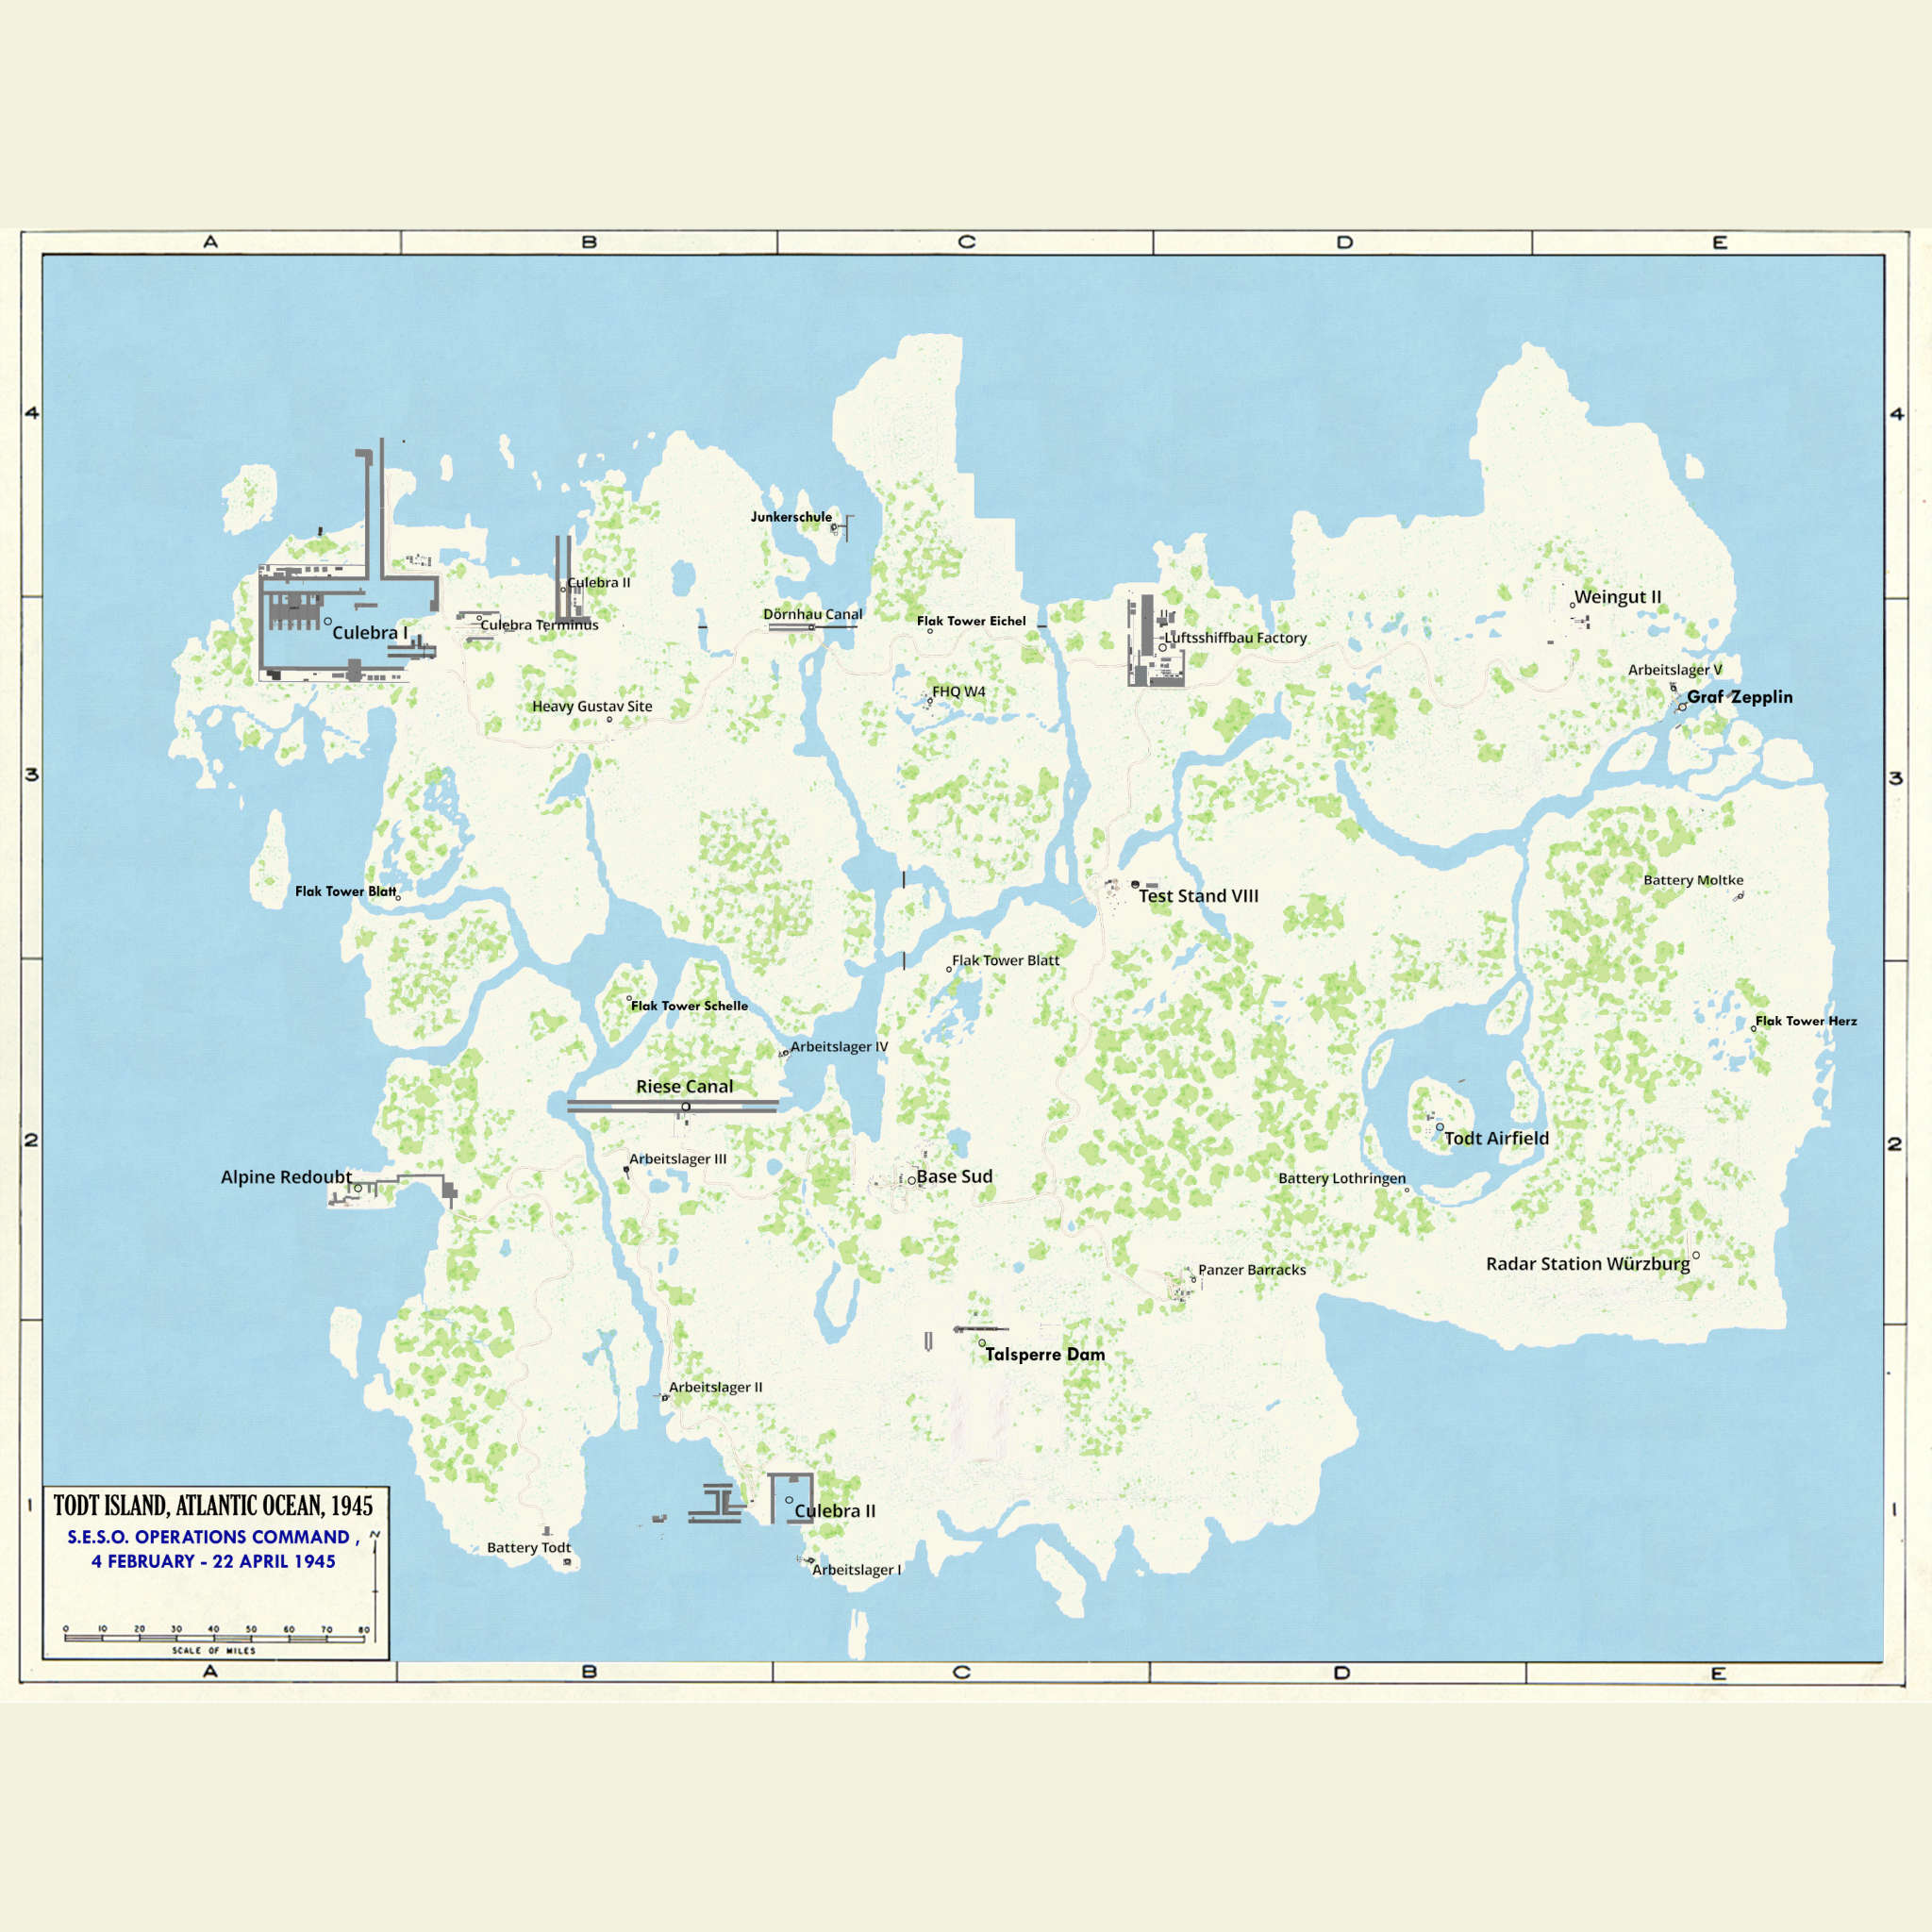 A B C D E
4 4
Junkerschule
Culebra II
Weingut II
Dörnhau Canal
Flak Tower Eichel
Culebra Terminus
Culebra I
Luftsshiffbau Factory
Arbeitslager V
FHQ W4
Graf Zepplin
Heavy Gustav Site
3 3
Battery Moltke
Flak Tower Blatt
Test Stand VIII
Flak Tower Blatt
Flak Tower Schelle
Flak Tower Herz
Arbeitslager IV
Riese Canal
2 2
Todt Airfield
Arbeitslager III
Alpine Redoubt
Base Sud
Battery Lothringen
Radar Station Würzburg
Panzer Barracks
Talsperre Dam
Arbeitslager II
1 1
Culebra II
Battery Todt
Arbeitslager I
TODT ISLAND, ATLANTIC OCEAN, 1945
S.E.S.O. OPERATIONS COMMAND ,
4 FEBRUARY - 22 APRIL 1945
N
0 10 20 30 40 50 60 70 80
SCALE OF MILES
A B C D E